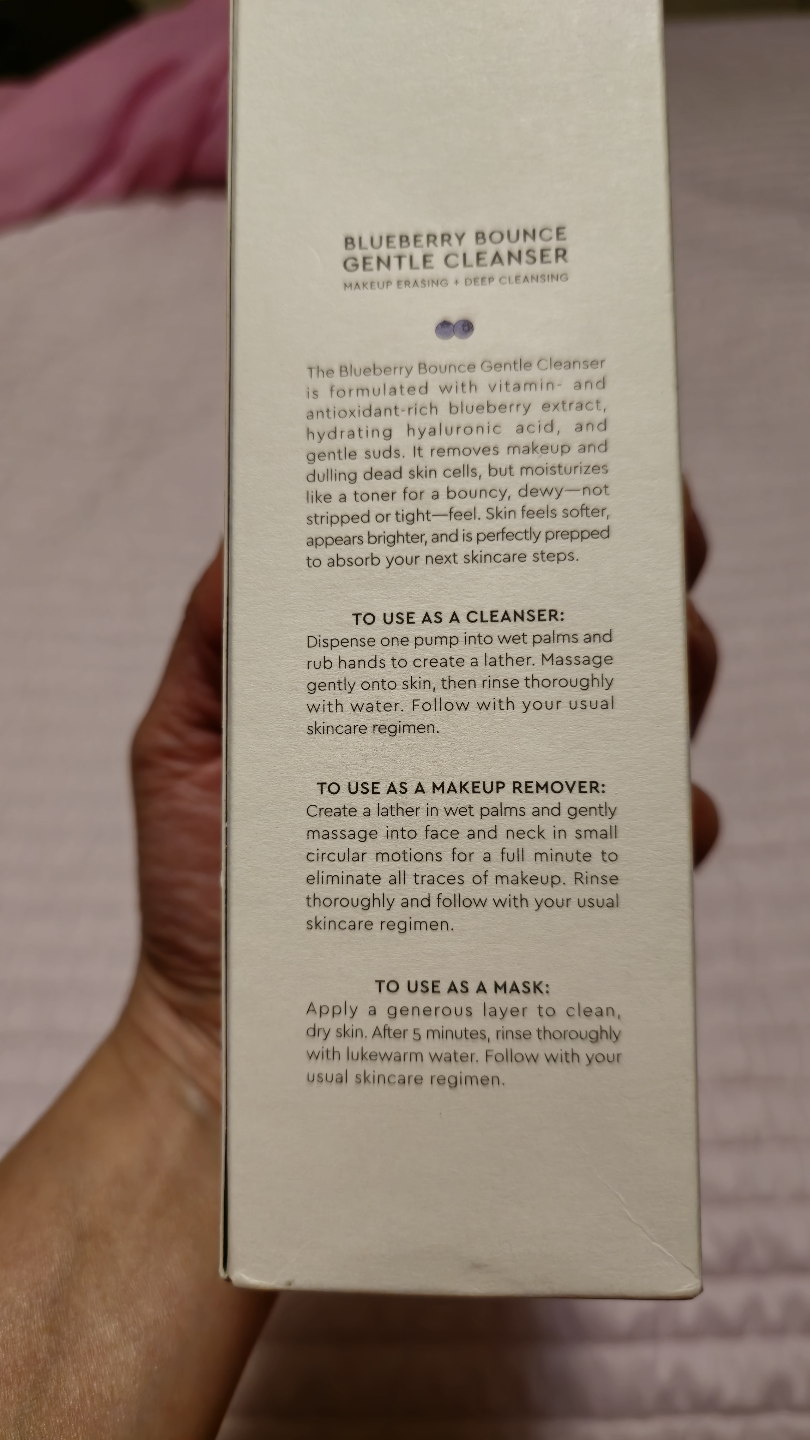 BLUEBERRY BOUNCE
GENTLE CLEANSER
MAKEUP ERASING + DEEP CLEANSING
The Blueberry Bounce Gentle Cleanser
is formulated with vitamin- and
antioxidant-rich blueberry extract,
hydrating hyaluronic acid, and
gentle suds. It removes makeup and
dulling dead skin cells, but moisturizes
like a toner for a bouncy, dewy—not
stripped or tight—feel. Skin feels softer,
appears brighter, and is perfectly prepped
to absorb your next skincare steps.
TO USE AS A CLEANSER:
Dispense one pump into wet palms and
rub hands to create a lather. Massage
gently onto skin, then rinse thoroughly
with water. Follow with your usual
skincare regimen.
TO USE AS A MAKEUP REMOVER:
Create a lather in wet palms and gently
massage into face and neck in small
circular motions for a full minute to
eliminate all traces of makeup. Rinse
thoroughly and follow with your usual
skincare regimen.
TO USE AS A MASK:
Apply a generous layer to clean,
dry skin. After 5 minutes, rinse thoroughly
with lukewarm water. Follow with your
usual skincare regimen.